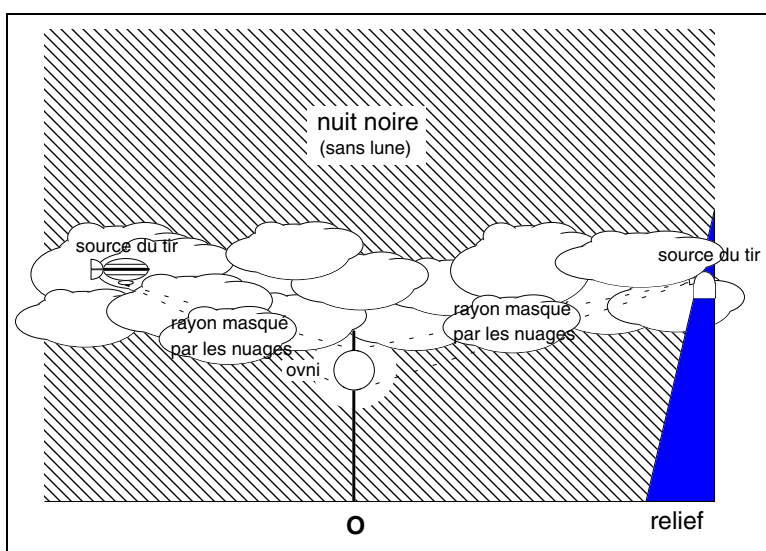 nuit noire
(sans lune)
source du tir
source du tir
rayon masqué
par les nuages
rayon masqué
par les nuages
ovni
O
relief